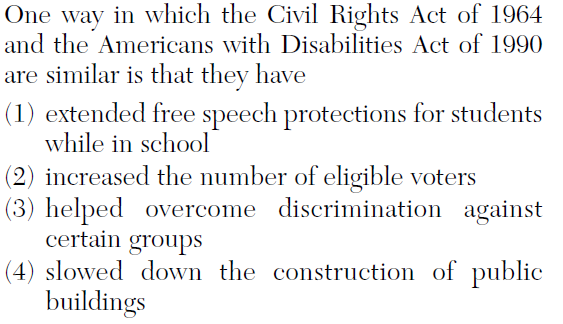 One way in which the Civil Rights Act of 1964
and the Americans with Disabilities Act of 1990
are similar is that they have
(1) extended free speech protections for students
while in school
(2) increased the number of eligible voters
(3) helped overcome discrimination against
certain groups
(4) slowed down the construction of public
buildings